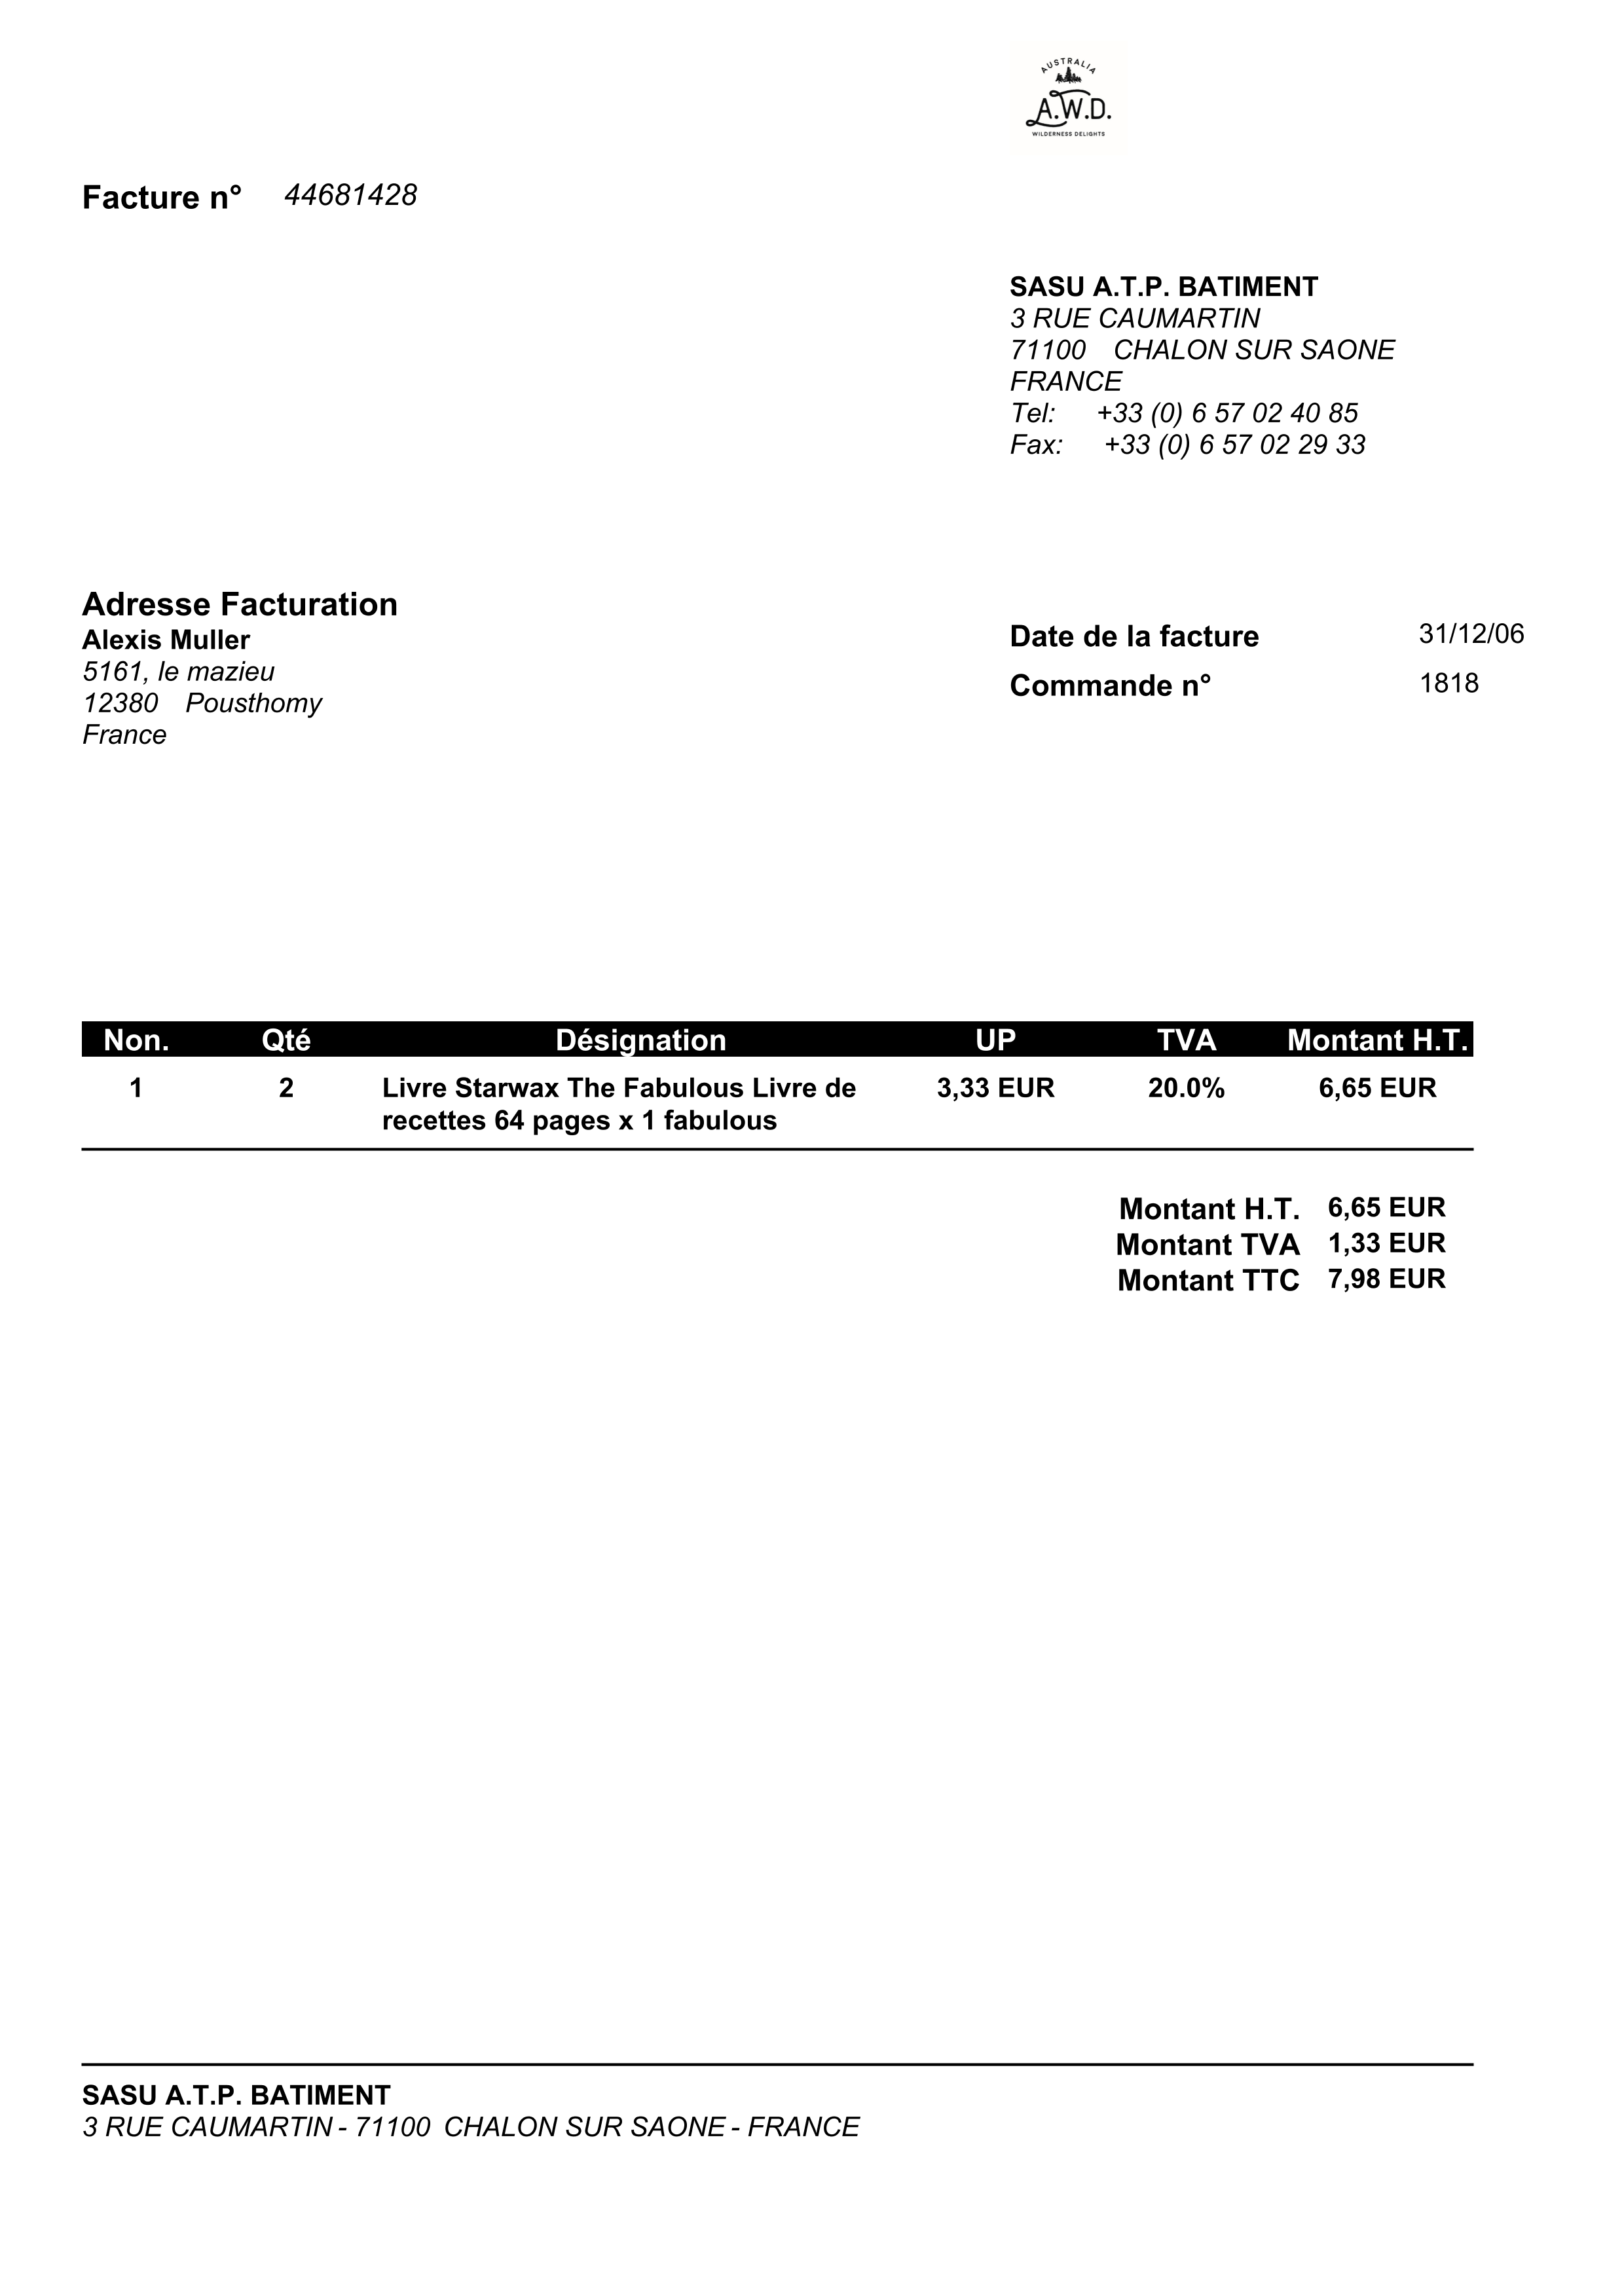 AUSTRALIA
A.W.D.
WILDERNESS DELIGHTS
Facture n° 44681428
SASU A.T.P. BATIMENT
3 RUE CAUMARTIN
71100 CHALON SUR SAONE
FRANCE
Tel: +33 (0) 6 57 02 40 85
Fax: +33 (0) 6 57 02 29 33
Adresse Facturation
Alexis Muller
5161, le mazieu
12380 Pousthomy
France
Date de la facture 31/12/06
Commande n° 1818
Non. Qté Désignation UP TVA Montant H.T.
1 2 Livre Starwax The Fabulous Livre de 3,33 EUR 20.0% 6,65 EUR
recettes 64 pages x 1 fabulous
Montant H.T. 6,65 EUR
Montant TVA 1,33 EUR
Montant TTC 7,98 EUR
SASU A.T.P. BATIMENT
3 RUE CAUMARTIN - 71100 CHALON SUR SAONE - FRANCE